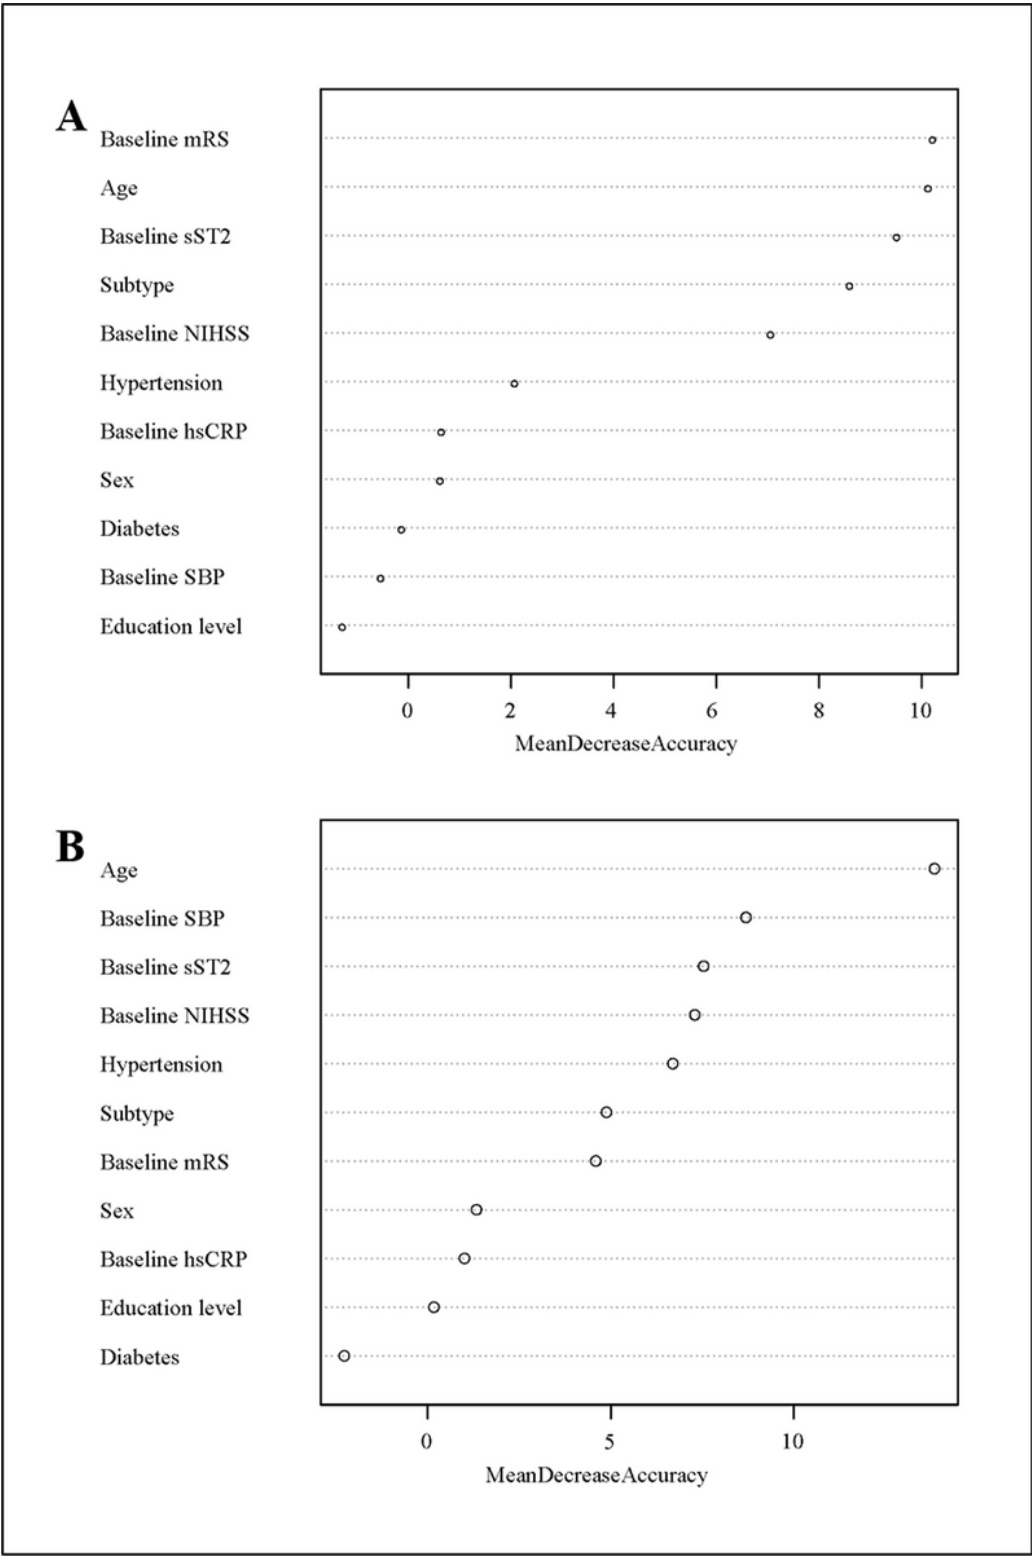 A
Baseline mRS
Age
Baseline sST2
Subtype
Baseline NIHSS
Hypertension
Baseline hsCRP
Sex
Diabetes
Baseline SBP
Education level
0 2 4 6 8 10
MeanDecreaseAccuracy
B
Age
Baseline SBP
Baseline sST2
Baseline NIHSS
Hypertension
Subtype
Baseline mRS
Sex
Baseline hsCRP
Education level
Diabetes
0 5 10
MeanDecreaseAccuracy